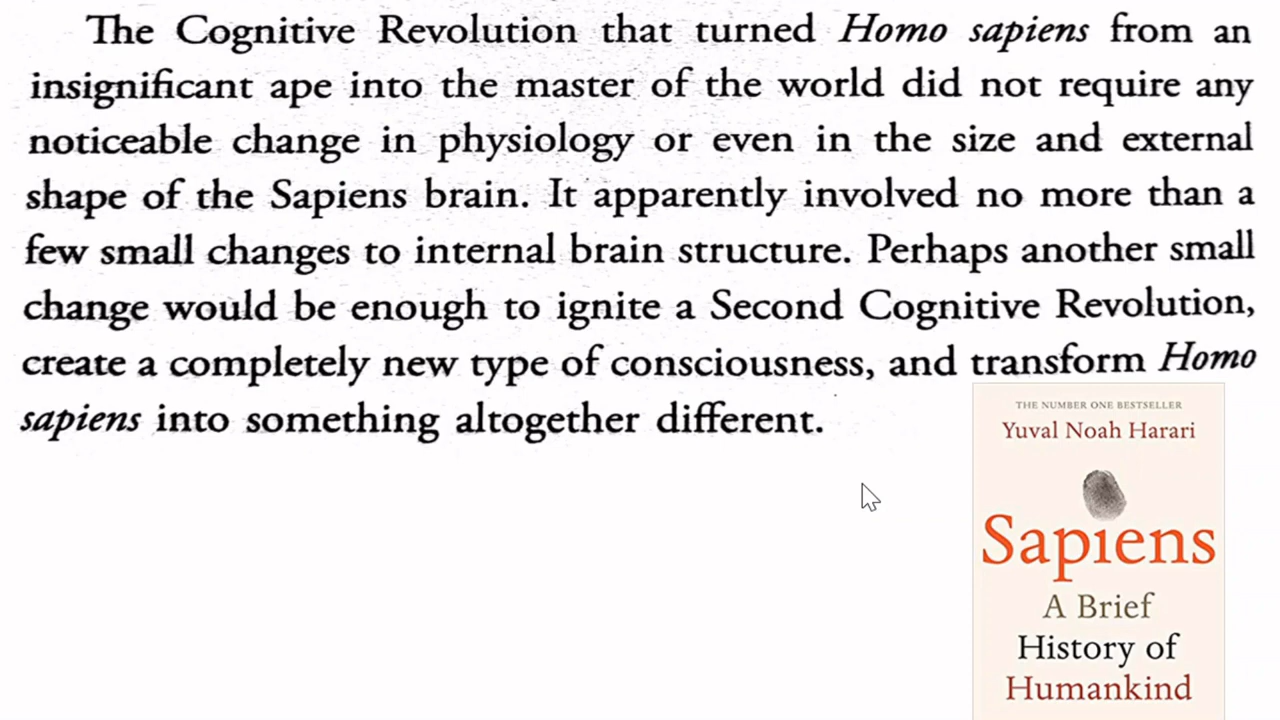 The Cognitive Revolution that turned Homo sapiens from an
insignificant ape into the master of the world did not require any
noticeable change in physiology or even in the size and external
shape of the Sapiens brain. It apparently involved no more than a
few small changes to internal brain structure. Perhaps another small
change would be enough to ignite a Second Cognitive Revolution,
create a completely new type of consciousness, and transform Homo
sapiens into something altogether different.
THE NUMBER ONE BESTSELLER
Yuval Noah Harari
Sapiens
A Brief
History of
Humankind